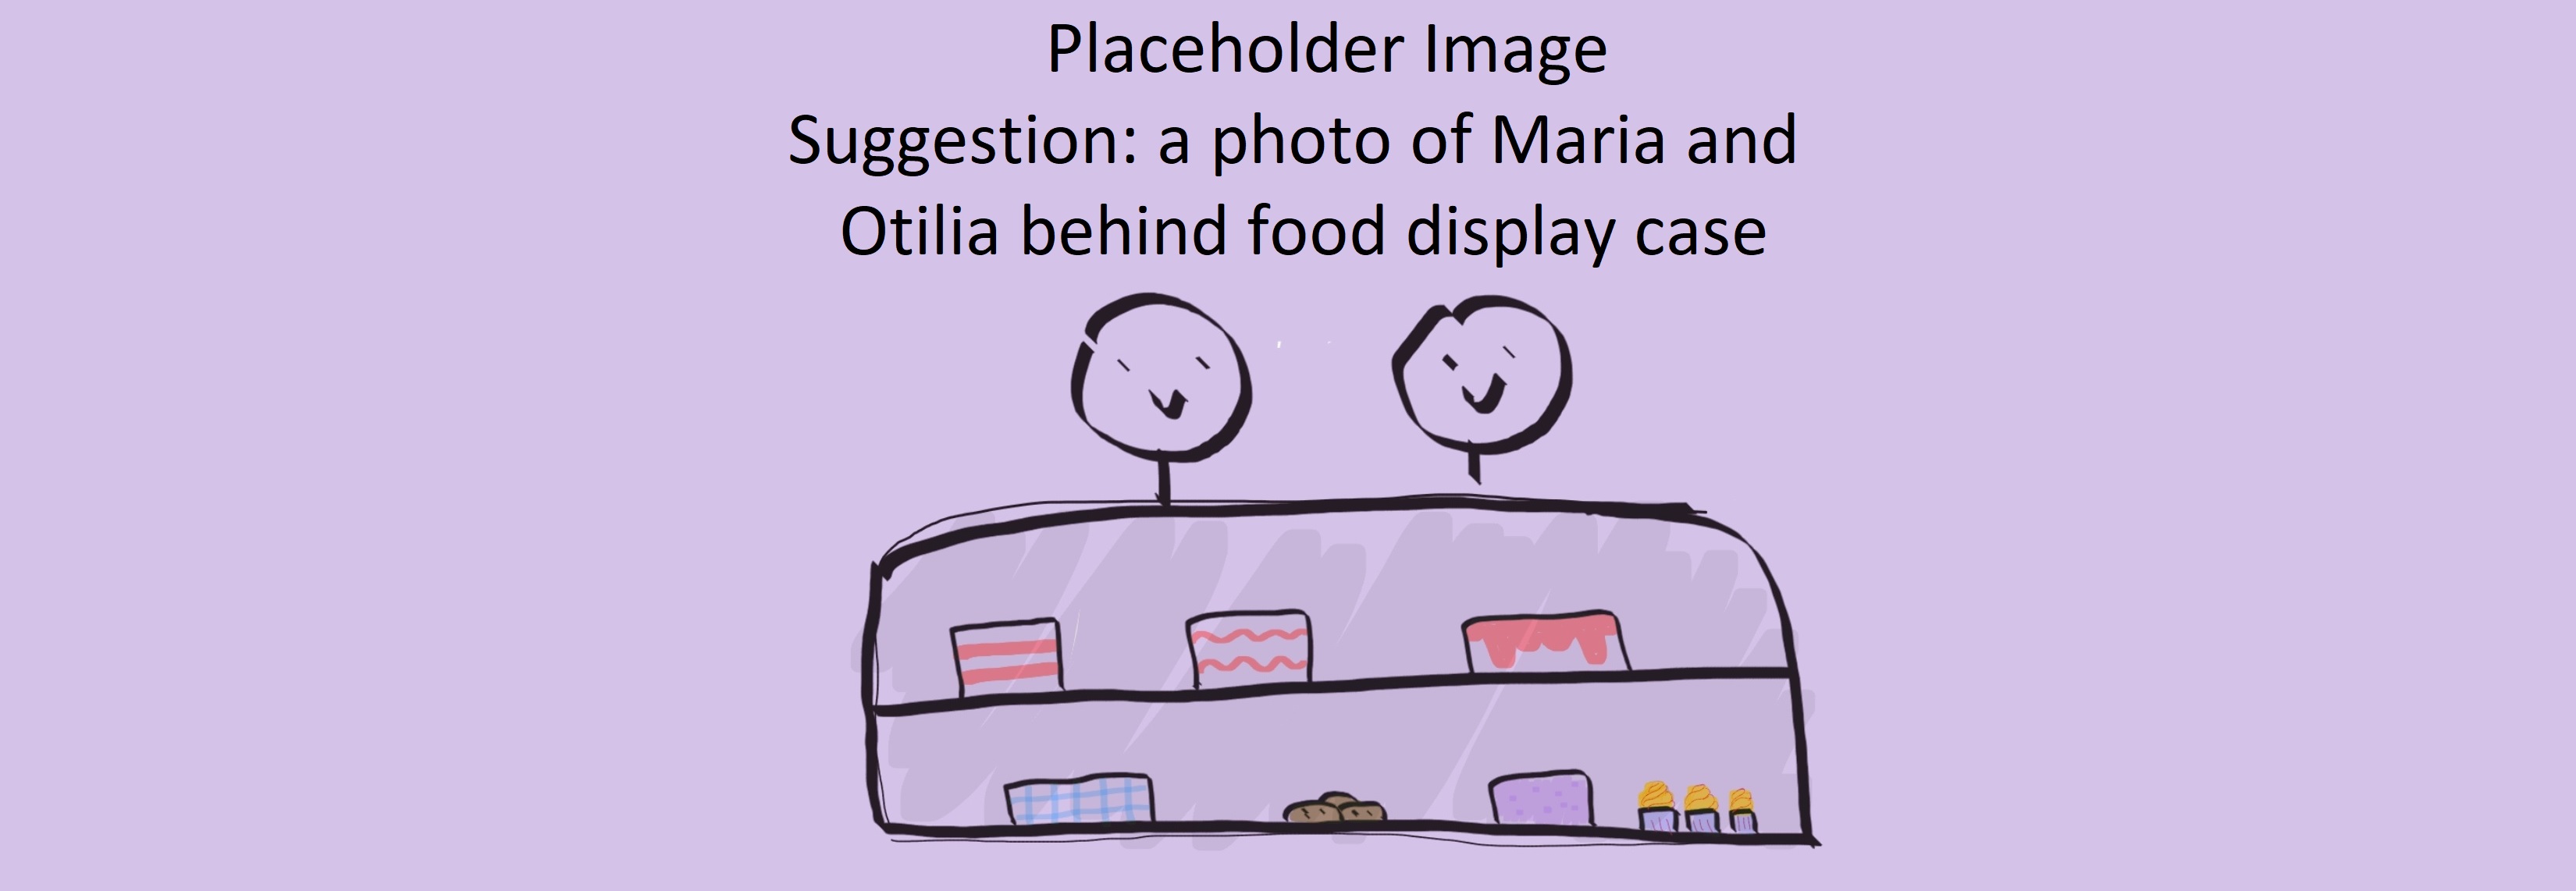 Placeholder Image
Suggestion: a photo of Maria and
Otilia behind food display case